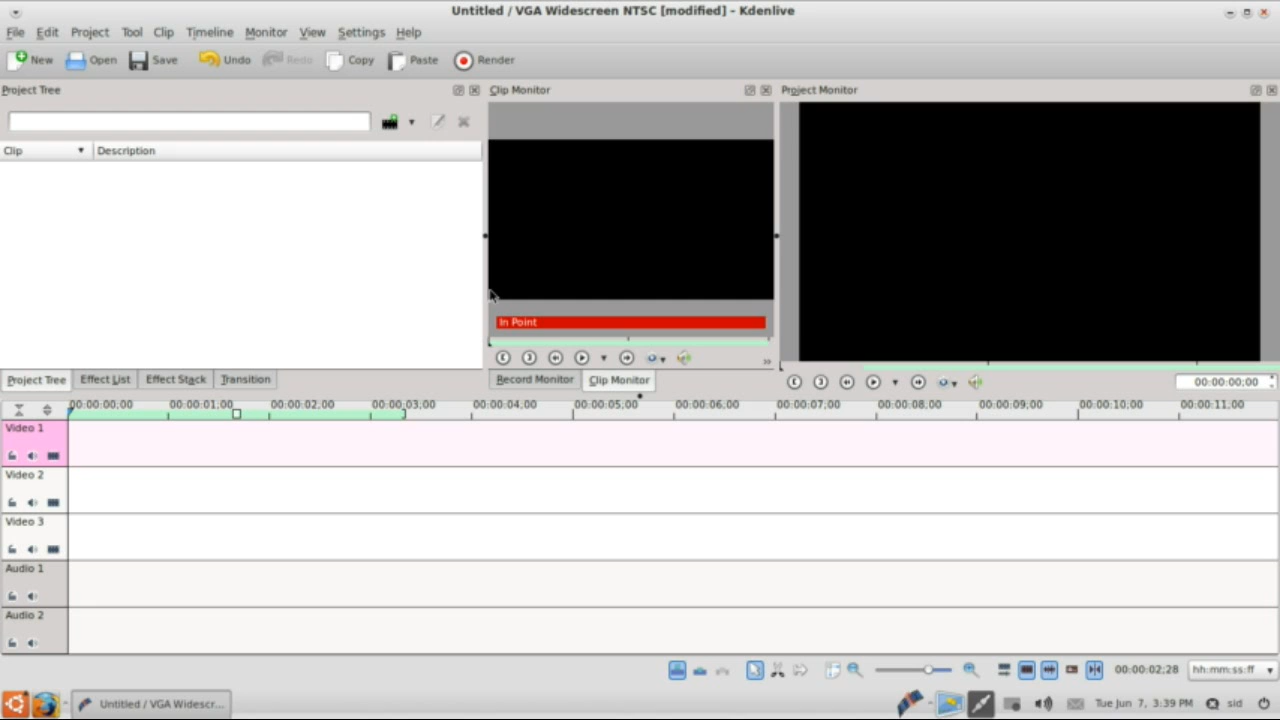 Untitled / VGA Widescreen NTSC [modified] – Kdenlive
File Edit Project Tool Clip Timeline Monitor View Settings Help
New Open Save Undo Redo Copy Paste Render
Project Tree
Clip Monitor
Project Monitor
Clip Description
In Point
Project Tree Effect List Effect Stack Transition
Record Monitor Clip Monitor
00:00:00;00
00:00:00;00 00:00:01;00 00:00:02;00 00:00:03;00 00:00:04;00 00:00:05;00 00:00:06;00 00:00:07;00 00:00:08;00 00:00:09;00 00:00:10;00 00:00:11;00
Video 1
Video 2
Video 3
Audio 1
Audio 2
00:00:02;28 hh:mm:ss:ff
Untitled / VGA Widescr...
Tue Jun 7, 3:39 PM sid